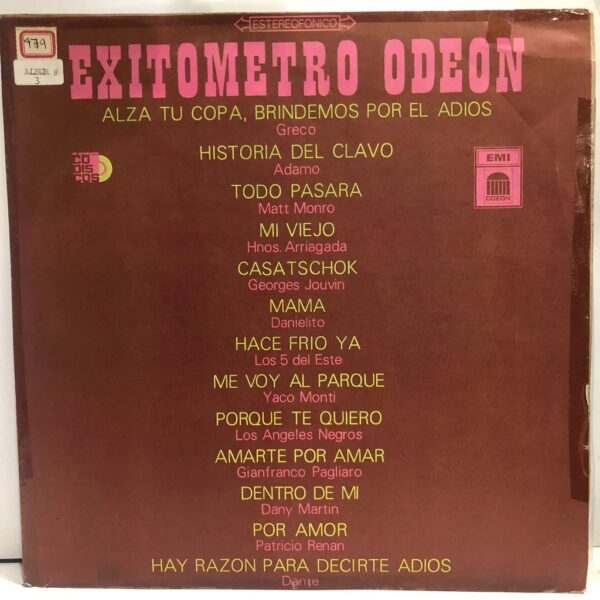 ESTEREOFONICO
479
ALBUM #
3
EXITOMETRO ODEON
ALZA TU COPA, BRINDEMOS POR EL ADIOS
Greco
HISTORIA DEL CLAVO
Adamo
CO
DIS
COS
EMI
ODEON
TODO PASARA
Matt Monro
MI VIEJO
Hnos. Arriagada
CASATSCHOK
Georges Jouvin
MAMA
Danielito
HACE FRIO YA
Los 5 del Este
ME VOY AL PARQUE
Yaco Monti
PORQUE TE QUIERO
Los Angeles Negros
AMARTE POR AMAR
Gianfranco Pagliaro
DENTRO DE MI
Dany Martin
POR AMOR
Patricio Renan
HAY RAZON PARA DECIRTE ADIOS
Dante